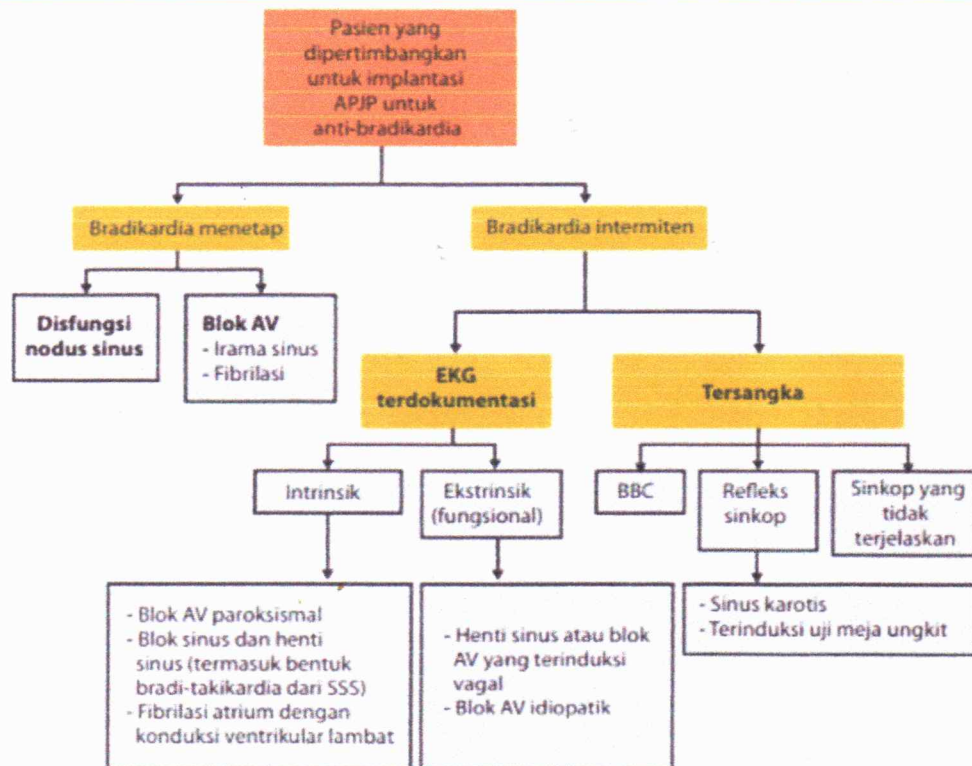 Pasien yang
dipertimbangkan
untuk implantasi
APJP untuk
anti-bradikardia
Bradikardia menetap
Bradikardia intermiten
Disfungsi
nodus sinus
Blok AV
- Irama sinus
- Fibrilasi
EKG
terdokumentasi
Tersangka
Intrinsik
Ekstrinsik
(fungsional)
BBC
Refleks
sinkop
Sinkop yang
tidak
terjelaskan
- Blok AV paroksismal
- Blok sinus dan henti
sinus (termasuk bentuk
bradi-takikardia dari SSS)
- Fibrilasi atrium dengan
konduksi ventrikular lambat
- Henti sinus atau blok
AV yang terinduksi
vagal
- Blok AV idiopatik
- Sinus karotis
- Terinduksi uji meja ungkit